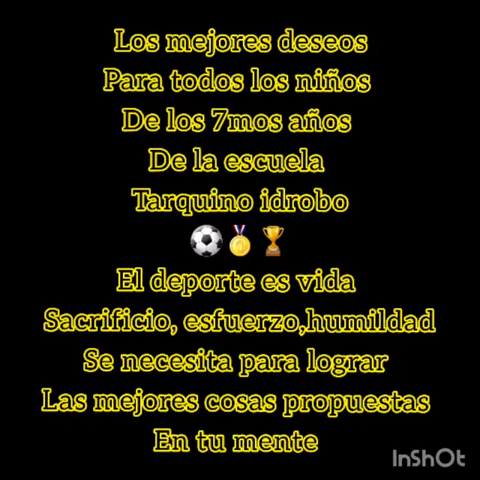 Los mejores deseos
Para todos los niños
De los 7mos años
De la escuela
Tarquino idrobo
⚽🏅🏆
El deporte es vida
Sacrificio, esfuerzo,humildad
Se necesita para lograr
Las mejores cosas propuestas
En tu mente
InShOt